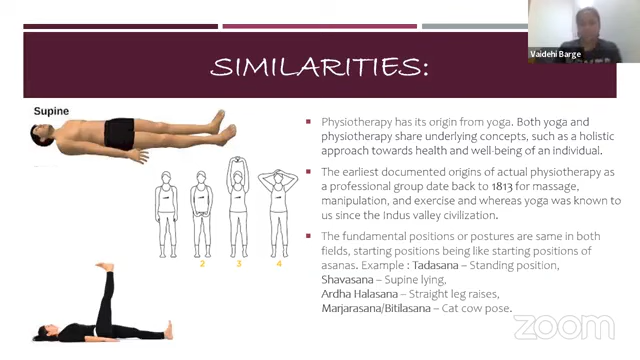 Vaidehi Barge
SIMILARITIES:
Supine
Physiotherapy has its origin from yoga. Both yoga and
physiotherapy share underlying concepts, such as a holistic
approach towards health and well-being of an individual.
The earliest documented origins of actual physiotherapy as
a professional group date back to 1813 for massage,
manipulation, and exercise and whereas yoga was known to
us since the Indus valley civilization.
The fundamental positions or postures are same in both
fields, starting positions being like starting positions of
asanas. Example : Tadasana – Standing position,
Shavasana – Supine lying,
Ardha Halasana – Straight leg raises,
Marjarasana/Bitilasana – Cat cow pose.
2 3 4
zoom